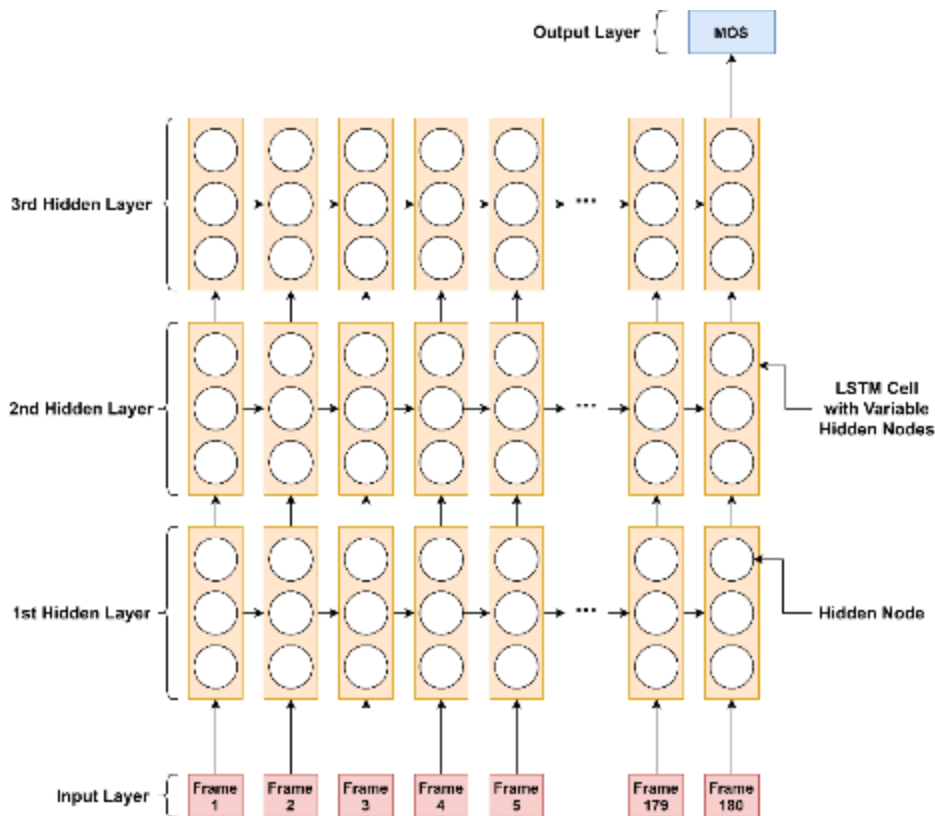 Output Layer
MOS
3rd Hidden Layer
...
2nd Hidden Layer
...
LSTM Cell
with Variable
Hidden Nodes
1st Hidden Layer
...
Hidden Node
Input Layer
Frame
1
Frame
2
Frame
3
Frame
4
Frame
5
Frame
179
Frame
180